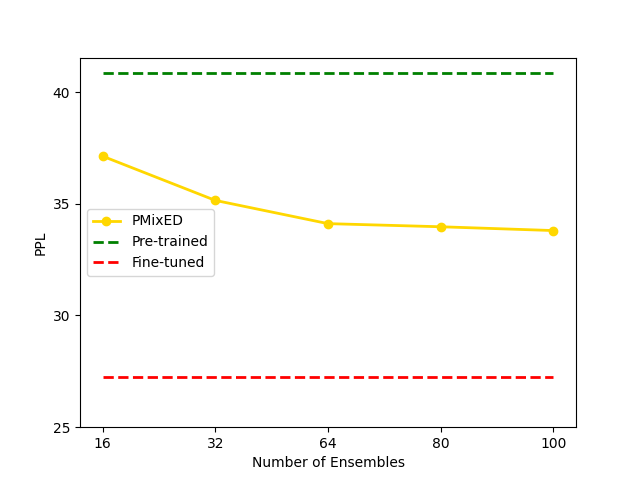 40
35
30
25
PPL
PMixED
Pre-trained
Fine-tuned
16 32 64 80 100
Number of Ensembles